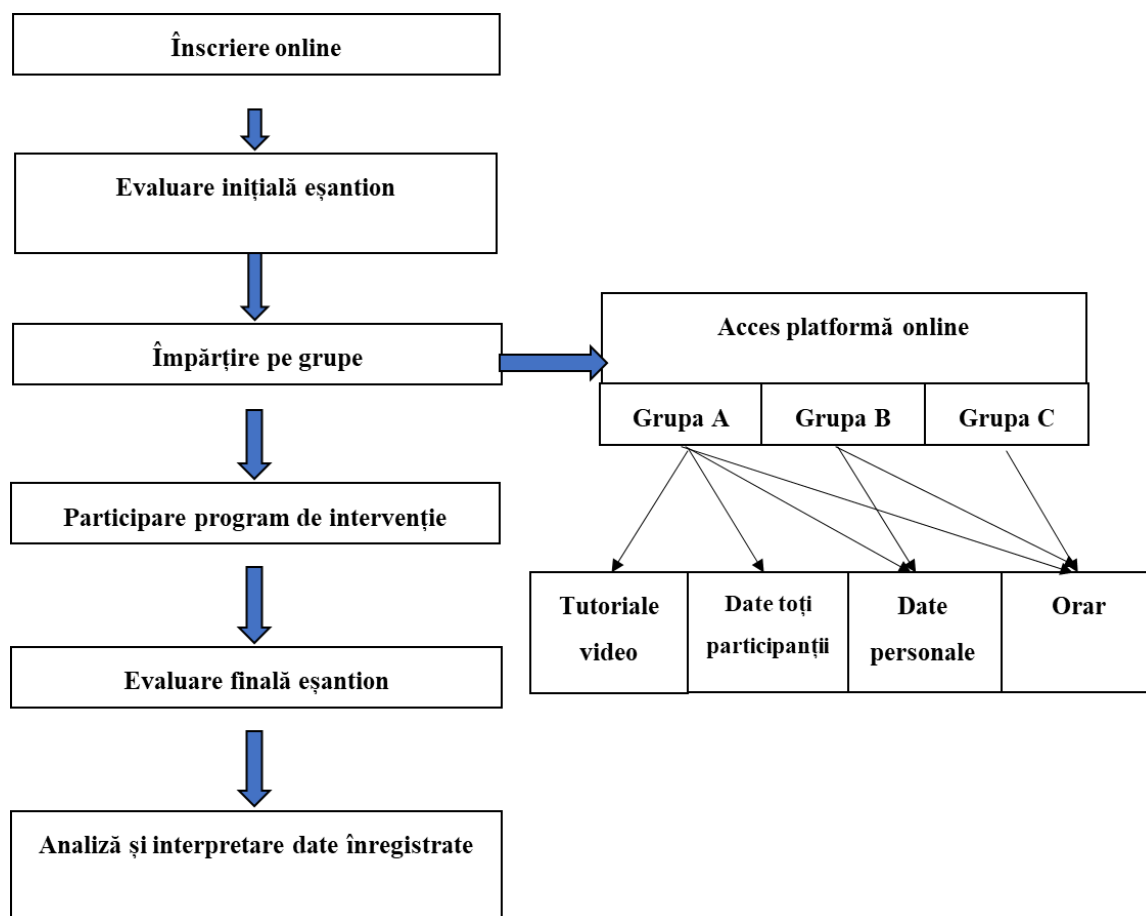 Înscriere online
Evaluare inițială eșantion
Împărțire pe grupe
Participare program de intervenție
Evaluare finală eșantion
Analiză și interpretare date înregistrate
Acces platformă online
Grupa A
Grupa B
Grupa C
Tutoriale
video
Date toți
participanții
Date
personale
Orar